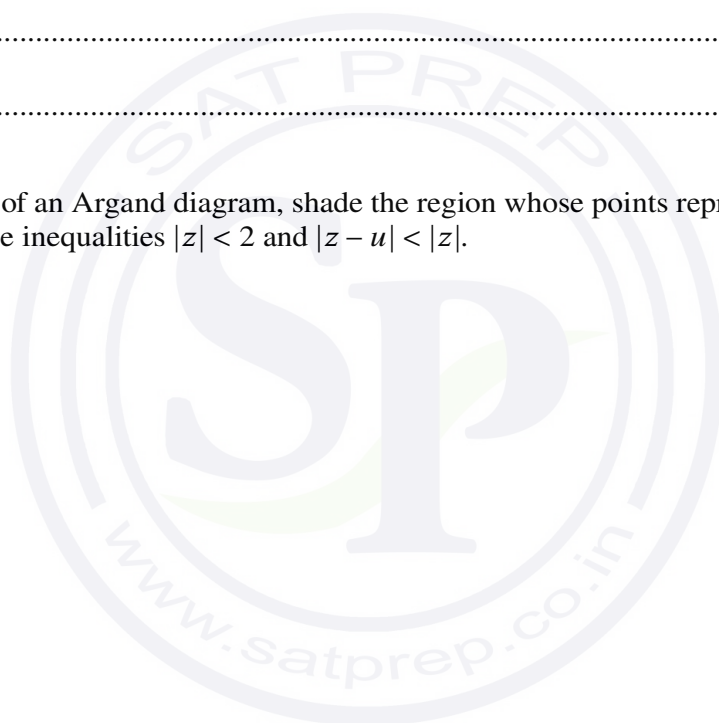 of an Argand diagram, shade the region whose points
inequalities |z| < 2 and |z – u| < |z|.
SAT PREP
SP
www.satprep.co.in